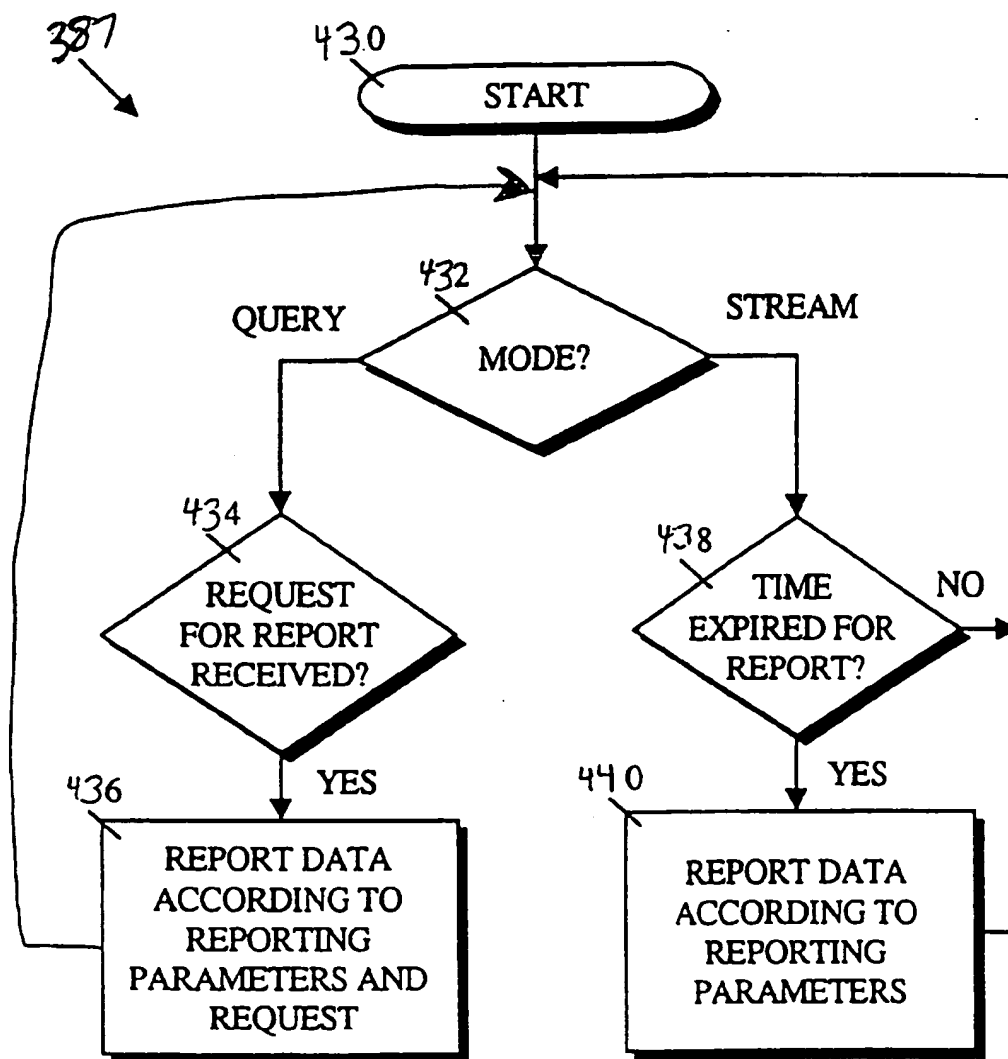 387
430
START
432
QUERY
STREAM
MODE?
434
REQUEST
FOR REPORT
RECEIVED?
438
TIME
EXPIRED FOR
REPORT?
NO
YES
YES
436
REPORT DATA
ACCORDING TO
REPORTING
PARAMETERS AND
REQUEST
440
REPORT DATA
ACCORDING TO
REPORTING
PARAMETERS